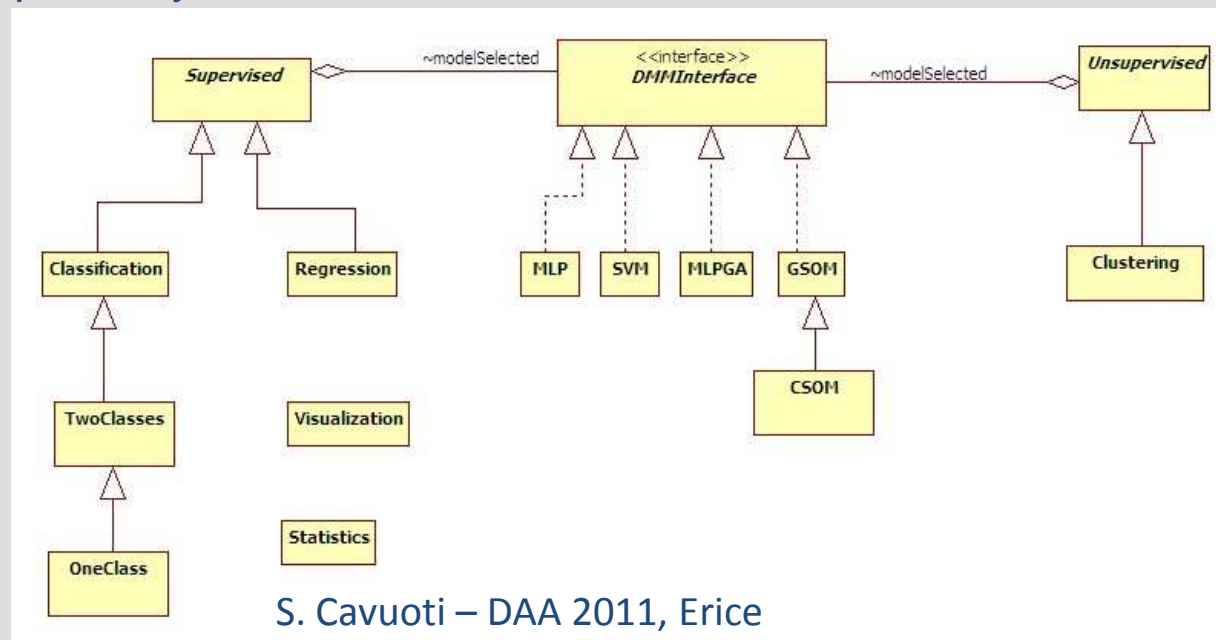 Supervised
~modelSelected
<<interface>>
DMMInterface
~modelSelected
Unsupervised
Classification
Regression
MLP
SVM
MLPGA
GSOM
Clustering
CSOM
TwoClasses
Visualization
OneClass
Statistics
S. Cavuoti – DAA 2011, Erice